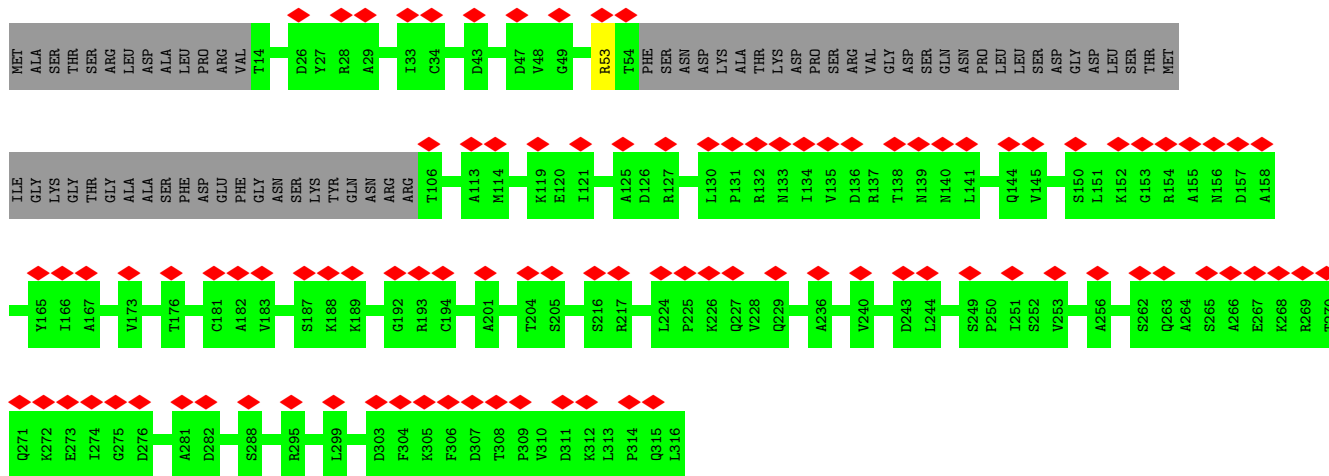 MET ALA SER THR SER ARG LEU ASP ALA LEU PRO ARG VAL T14 D26 Y27 R28 A29 I33 C34 D43 D47 V48 G49 R53 T54 PHE SER ASN ASP LYS ALA THR LYS ASP PRO SER ARG VAL GLY ASP SER GLN ASN PRO LEU LEU SER ASP GLY ASP LEU SER THR MET
ILE GLY LYS GLY THR GLY ALA ALA SER PHE ASP GLU PHE GLY ASN SER LYS TYR GLN ASN ARG ARG T106 A113 M114 K119 E120 I121 A125 D126 R127 L130 P131 R132 N133 I134 V135 D136 R137 T138 N139 N140 L141 Q144 V145 S150 L151 K152 G153 R154 A155 N156 D157 A158
Y165 I166 A167 V173 T176 C181 A182 V183 S187 K188 K189 G192 R193 C194 A201 T204 S205 S216 R217 L224 P225 K226 Q227 V228 Q229 A236 V240 D243 L244 S249 P250 I251 S252 V253 A256 S262 Q263 A264 S265 A266 E267 K268 R269 T270
Q271 K272 E273 I274 G275 D276 A281 D282 S288 R295 L299 D303 F304 K305 F306 D307 T308 P309 V310 D311 K312 L313 P314 Q315 L316